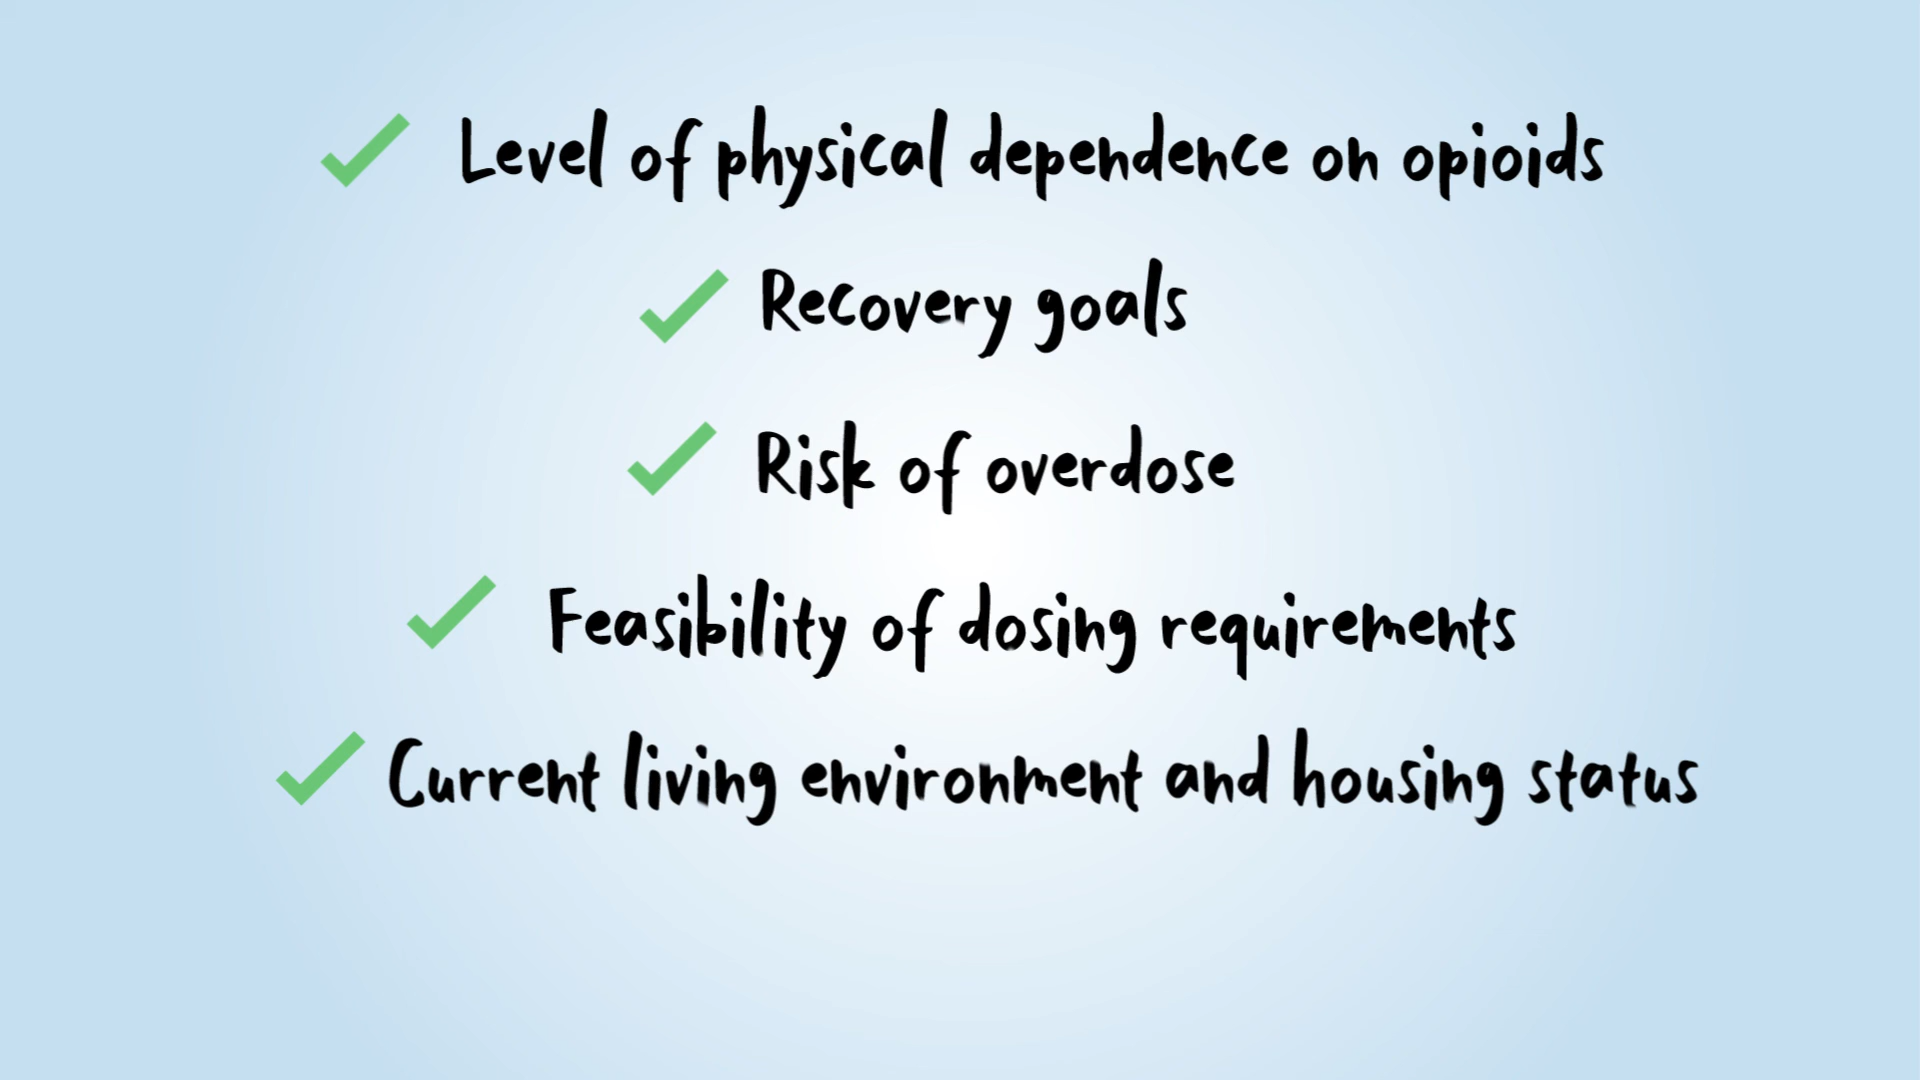 Level of physical dependence on opioids
Recovery goals
Risk of overdose
Feasibility of dosing requirements
Current living environment and housing status